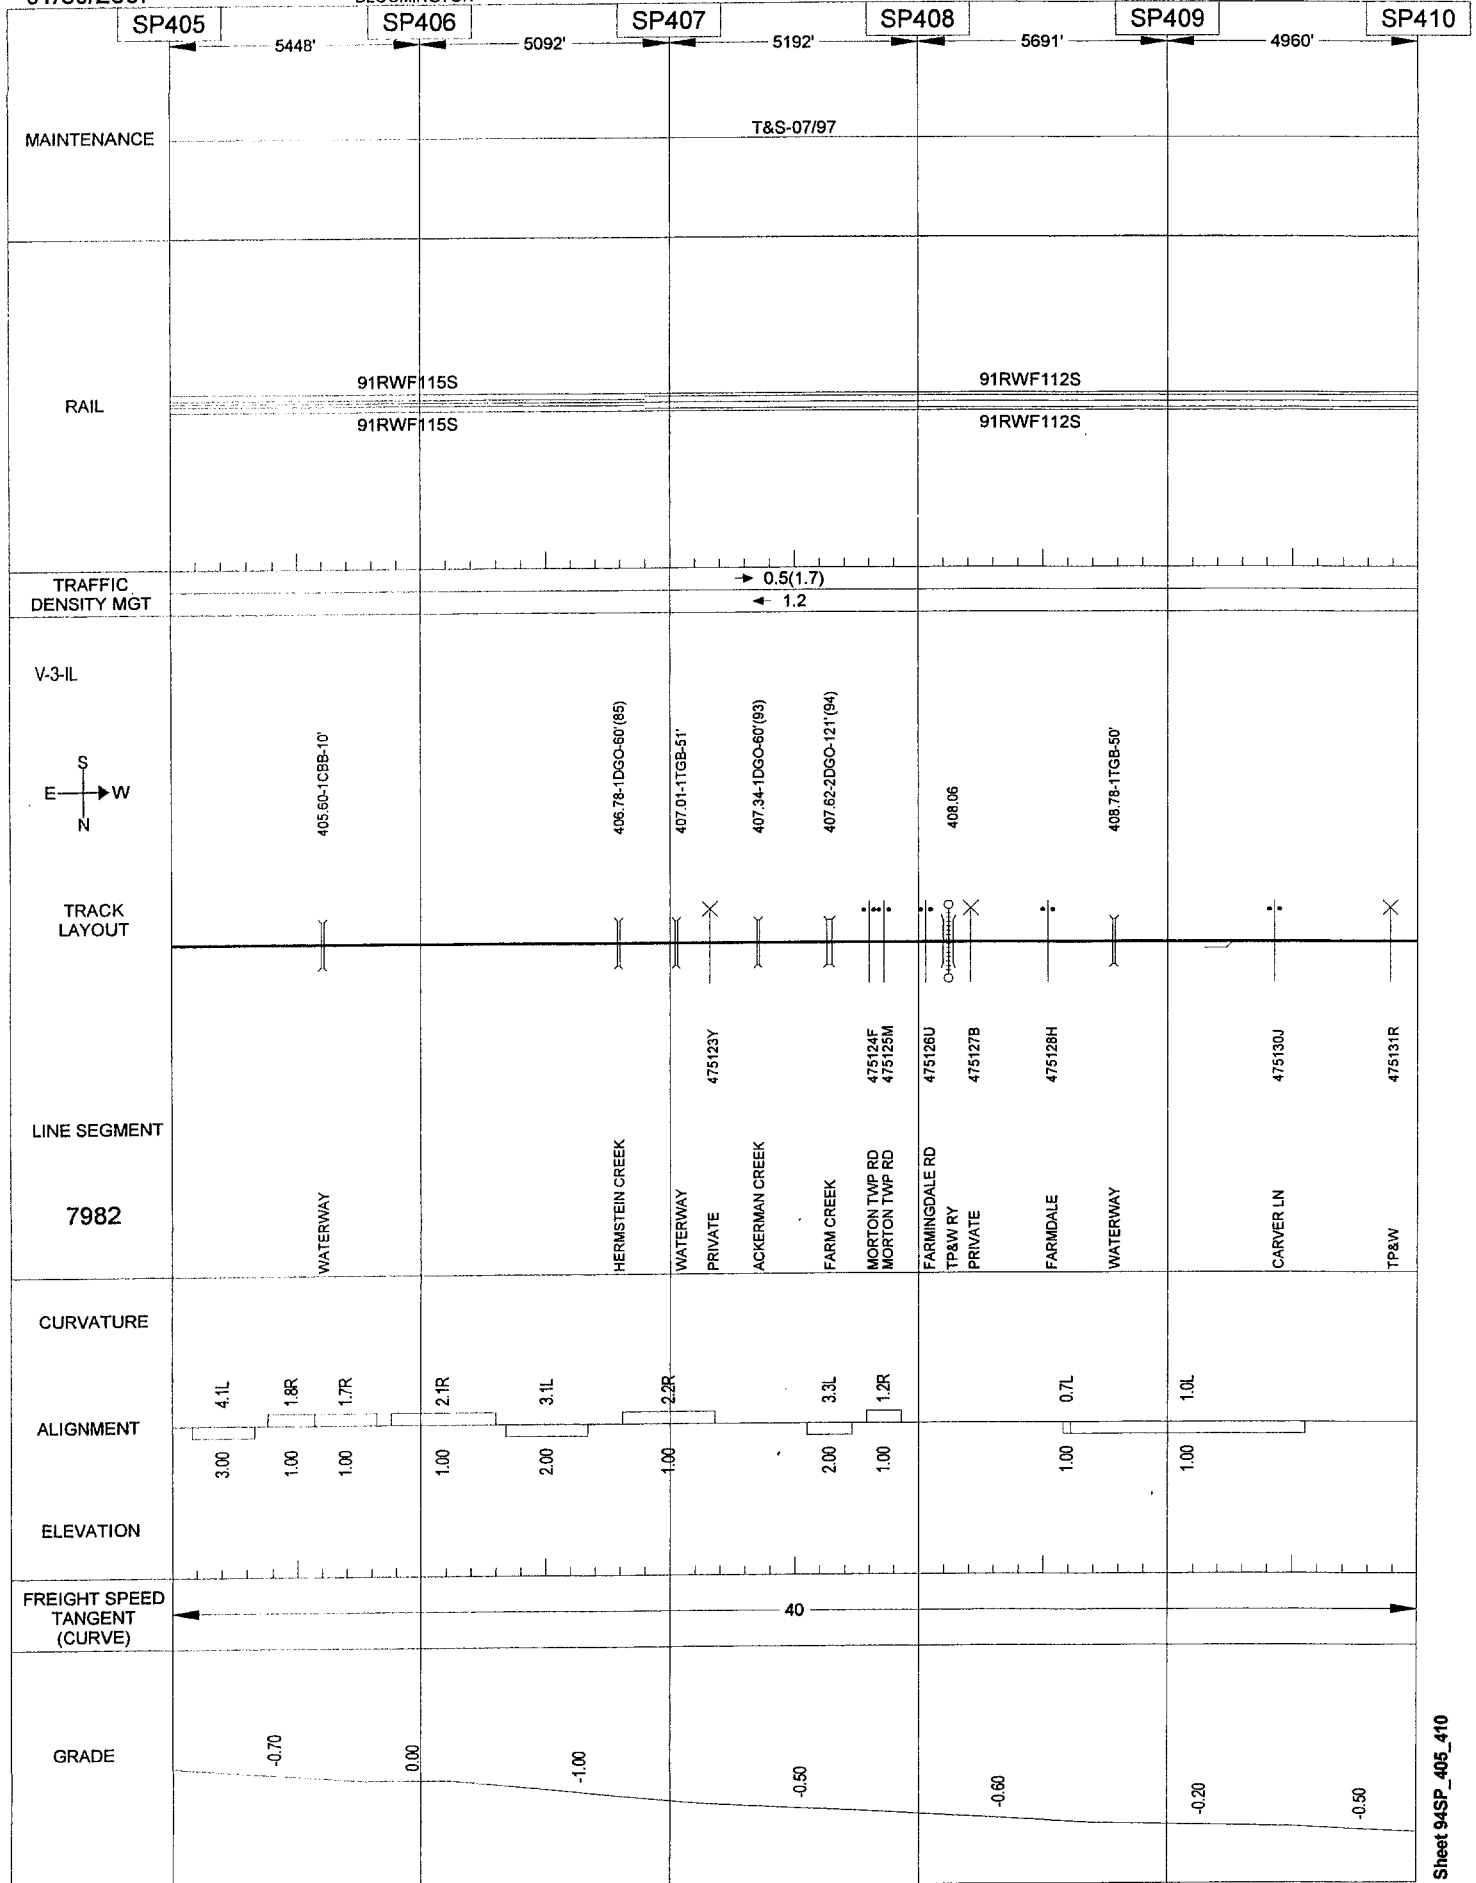 SP405 SP406 SP407 SP408 SP409 SP410
5448' 5092' 5192' 5691' 4960'
MAINTENANCE
T&S-07/97
RAIL
91RWF115S 91RWF112S
91RWF115S 91RWF112S
TRAFFIC
DENSITY MGT
0.5(1.7)
1.2
V-3-IL
S
E W
N
405.60-1CBB-10'
406.78-1DGO-60'(85)
407.01-1TGB-51'
407.34-1DGO-60'(93)
407.62-2DGO-121'(94)
408.06
408.78-1TGB-50'
TRACK
LAYOUT
475123Y
475124F
475125M
475126U
475127B
475128H
475130J
475131R
LINE SEGMENT
7982
WATERWAY
HERMSTEIN CREEK
WATERWAY
PRIVATE
ACKERMAN CREEK
FARM CREEK
MORTON TWP RD
MORTON TWP RD
FARMINGDALE RD
TP&W RY
PRIVATE
FARMDALE
WATERWAY
CARVER LN
TP&W
CURVATURE
4.1L 1.8R 1.7R 2.1R 3.1L 2.2R 3.3L 1.2R 0.7L 1.0L
ALIGNMENT
3.00 1.00 1.00 1.00 2.00 1.00 2.00 1.00 1.00 1.00
ELEVATION
FREIGHT SPEED
TANGENT
(CURVE)
40
GRADE
-0.70 0.00 -1.00 -0.50 -0.60 -0.20 -0.50
Sheet 94SP_405_410